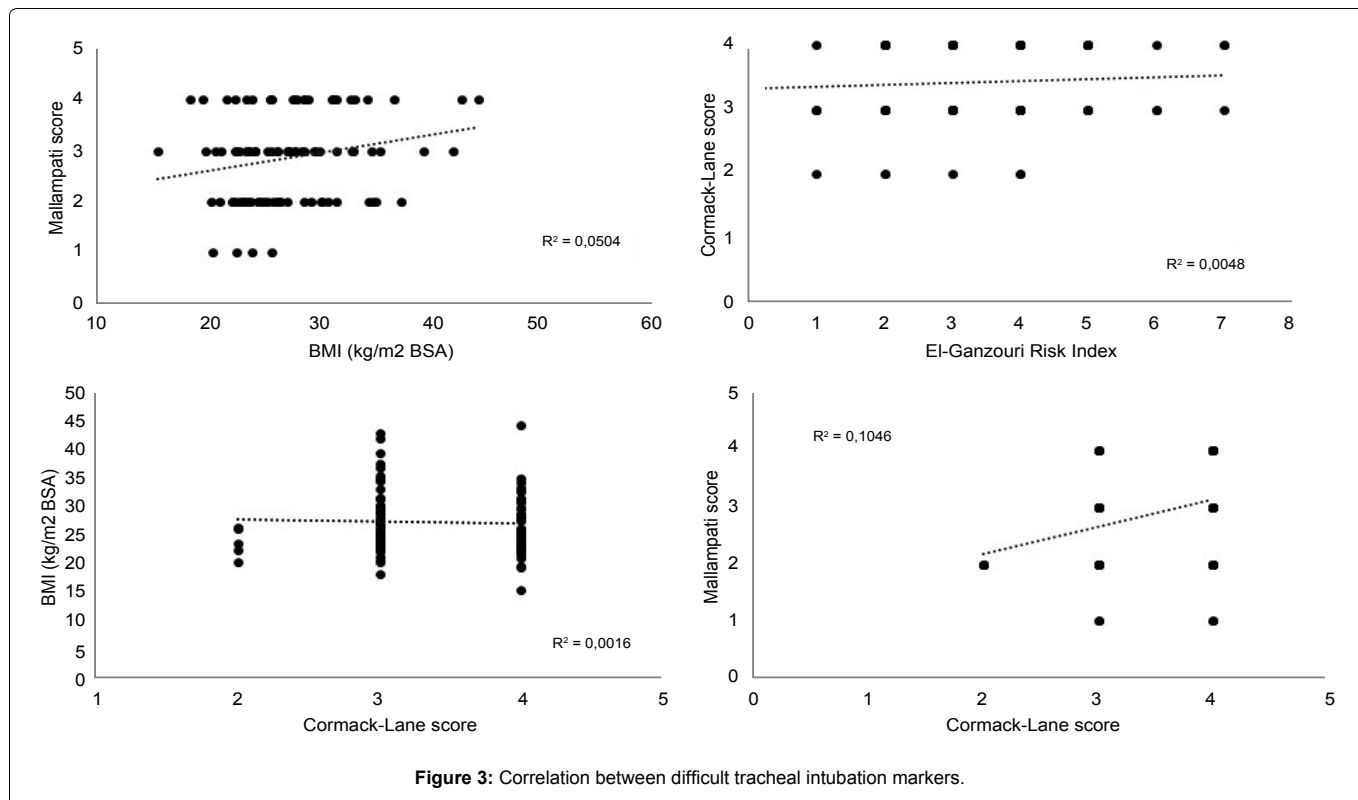 5
4
3
2
1
0
Mallampati score
R² = 0,0504
10 20 30 40 50 60
BMI (kg/m2 BSA)
4
3
2
1
0
Cormack-Lane score
R² = 0,0048
0 1 2 3 4 5 6 7 8
El-Ganzouri Risk Index
50
45
40
35
30
25
20
15
10
5
0
BMI (kg/m2 BSA)
R² = 0,0016
1 2 3 4 5
Cormack-Lane score
5
4
3
2
1
0
Mallampati score
R² = 0,1046
0 1 2 3 4 5
Cormack-Lane score
Figure 3: Correlation between difficult tracheal intubation markers.